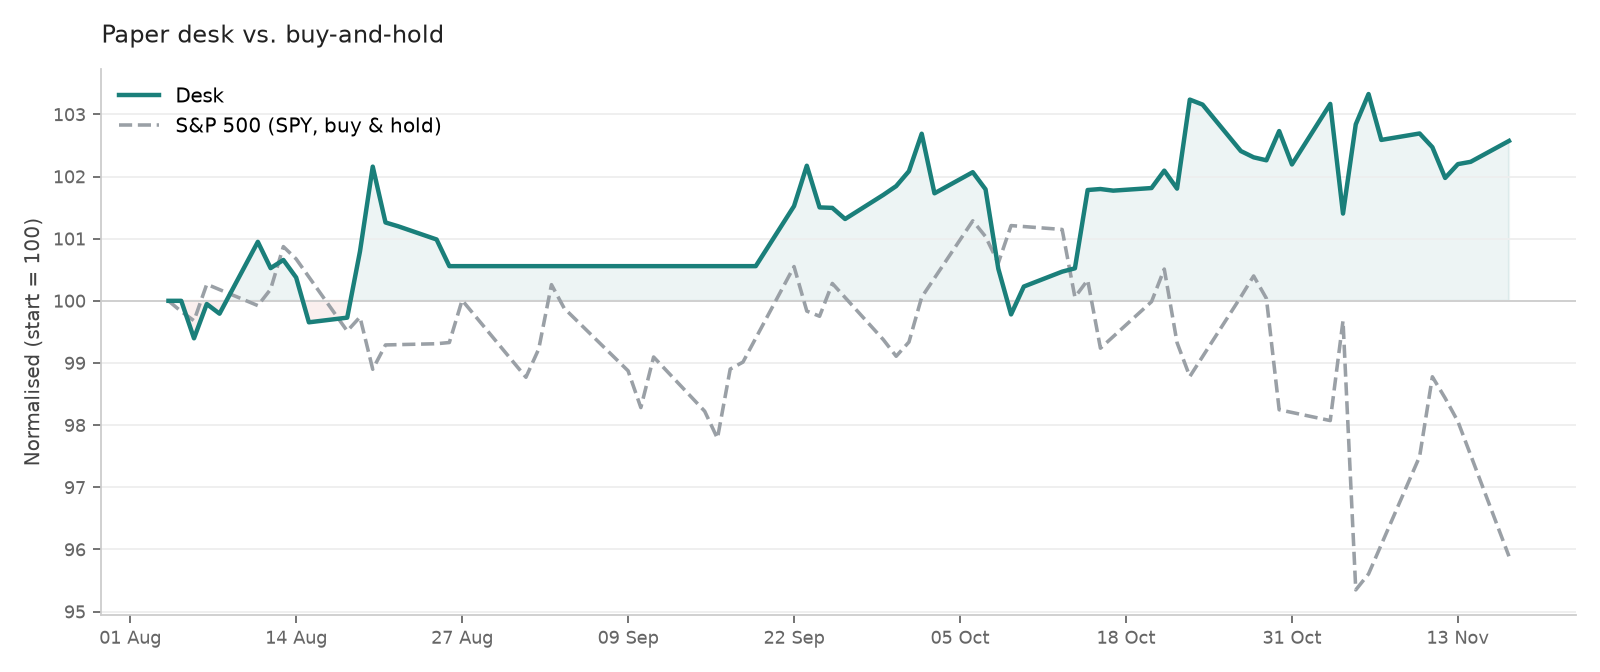 Paper desk vs. buy-and-hold
Desk
S&P 500 (SPY, buy & hold)
Normalised (start = 100)
103
102
101
100
99
98
97
96
95
01 Aug
14 Aug
27 Aug
09 Sep
22 Sep
05 Oct
18 Oct
31 Oct
13 Nov